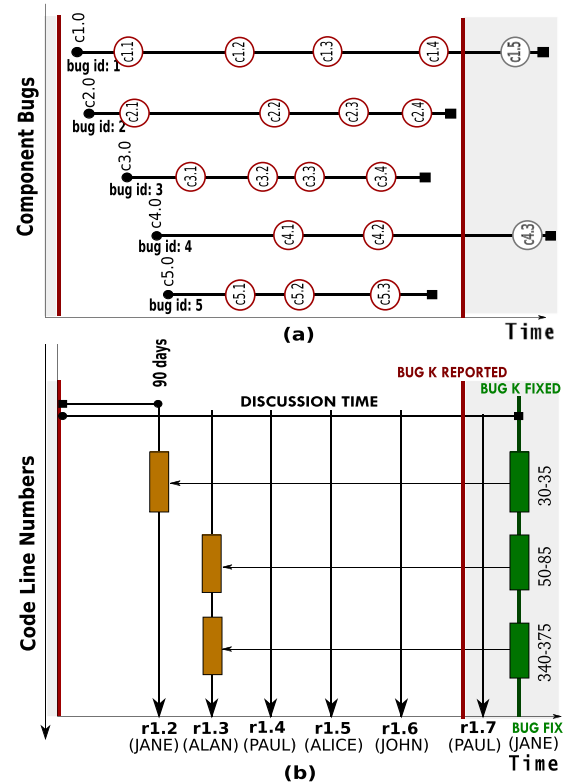 Component Bugs
c1.0
bug id: 1
c1.1
c1.2
c1.3
c1.4
c1.5
c2.0
bug id: 2
c2.1
c2.2
c2.3
c2.4
c3.0
bug id: 3
c3.1
c3.2
c3.3
c3.4
c4.0
bug id: 4
c4.1
c4.2
c4.3
c5.0
bug id: 5
c5.1
c5.2
c5.3
(a)
Time
Code Line Numbers
90 days
BUG K REPORTED
BUG K FIXED
DISCUSSION TIME
30-35
50-85
340-375
r1.2 r1.3 r1.4 r1.5 r1.6 r1.7 BUG FIX
(JANE) (ALAN) (PAUL) (ALICE) (JOHN) (PAUL) (JANE)
Time
(b)